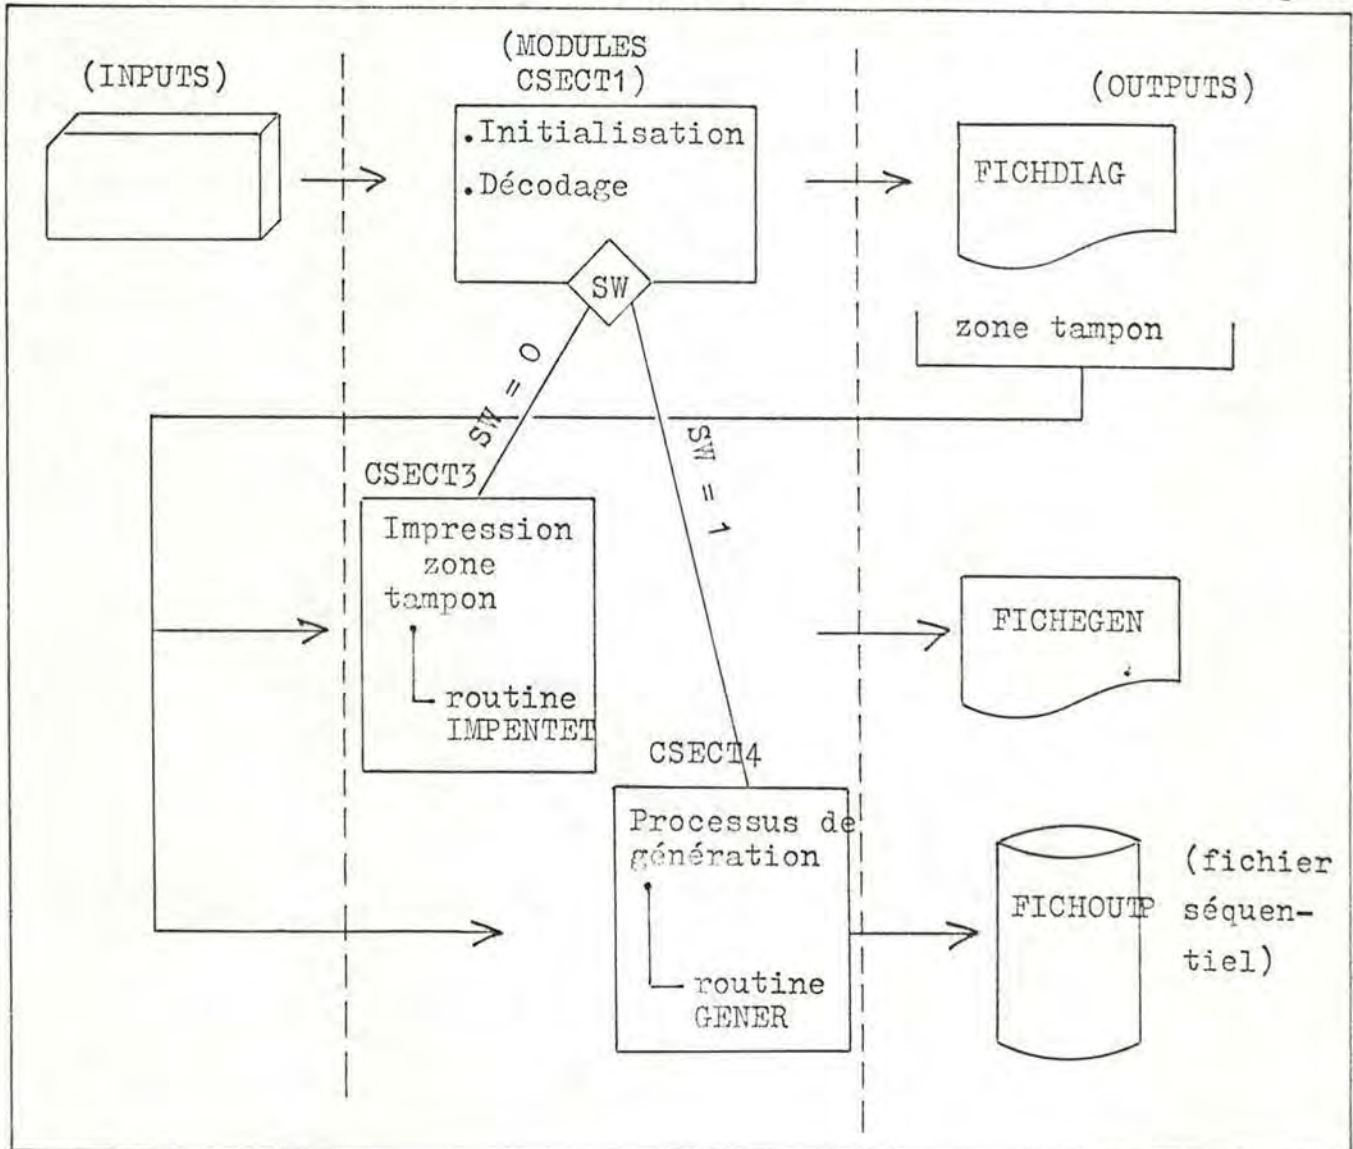 (INPUTS)
(MODULES
CSECT1)
(OUTPUTS)
.Initialisation
.Décodage
SW
FICHDIAG
zone tampon
SW = 0
SW = 1
CSECT3
Impression
zone
tampon
routine
IMPENTET
FICHEGEN
CSECT4
Processus de
génération
routine
GENER
FICHOUTP
(fichier
séquen-
tiel)